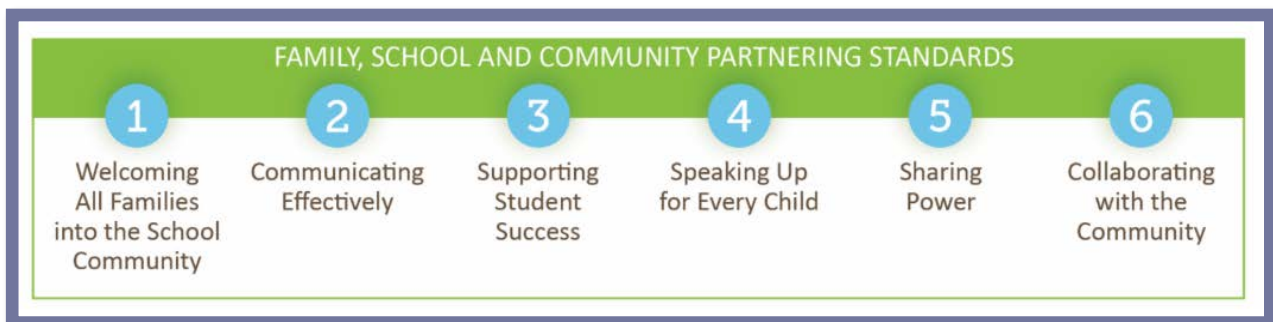 FAMILY, SCHOOL AND COMMUNITY PARTNERING STANDARDS
1
Welcoming
All Families
into the School
Community
2
Communicating
Effectively
3
Supporting
Student
Success
4
Speaking Up
for Every Child
5
Sharing
Power
6
Collaborating
with the
Community